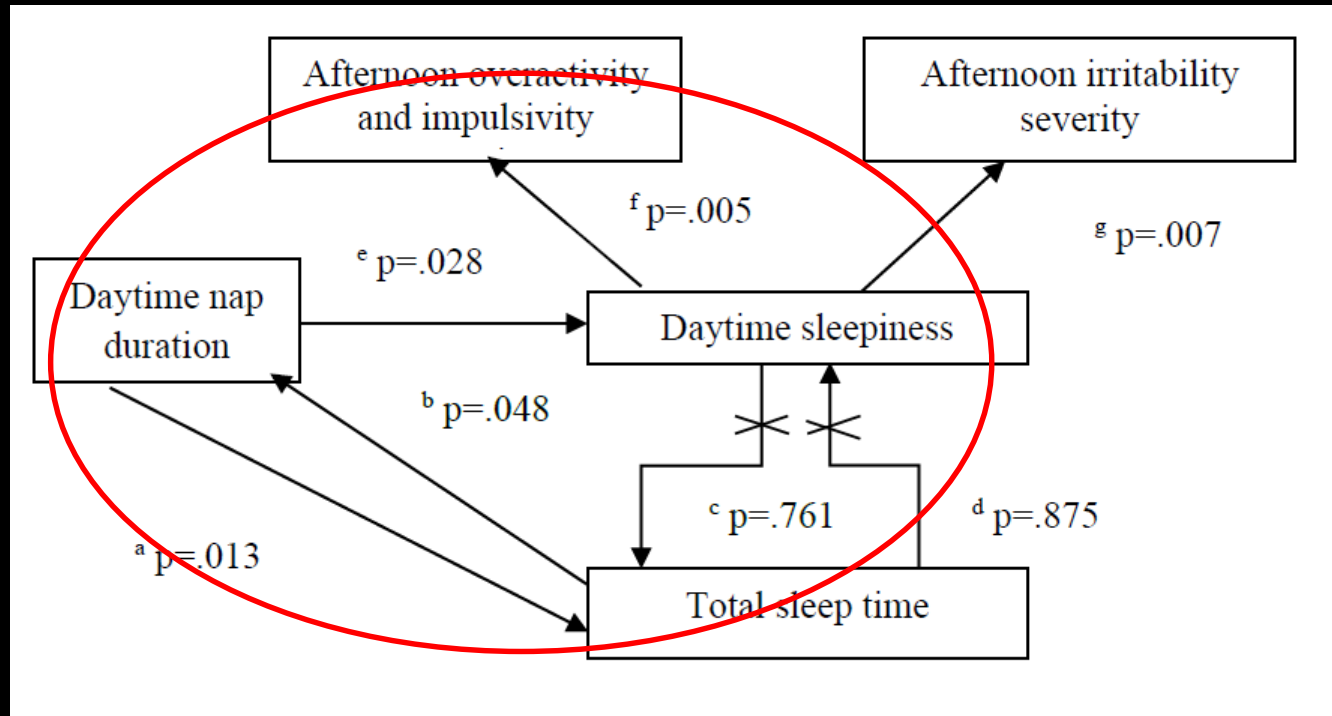 Afternoon overactivity
and impulsivity
Afternoon irritability
severity
f p=.005
g p=.007
e p=.028
Daytime nap
duration
Daytime sleepiness
b p=.048
c p=.761
d p=.875
a p=.013
Total sleep time